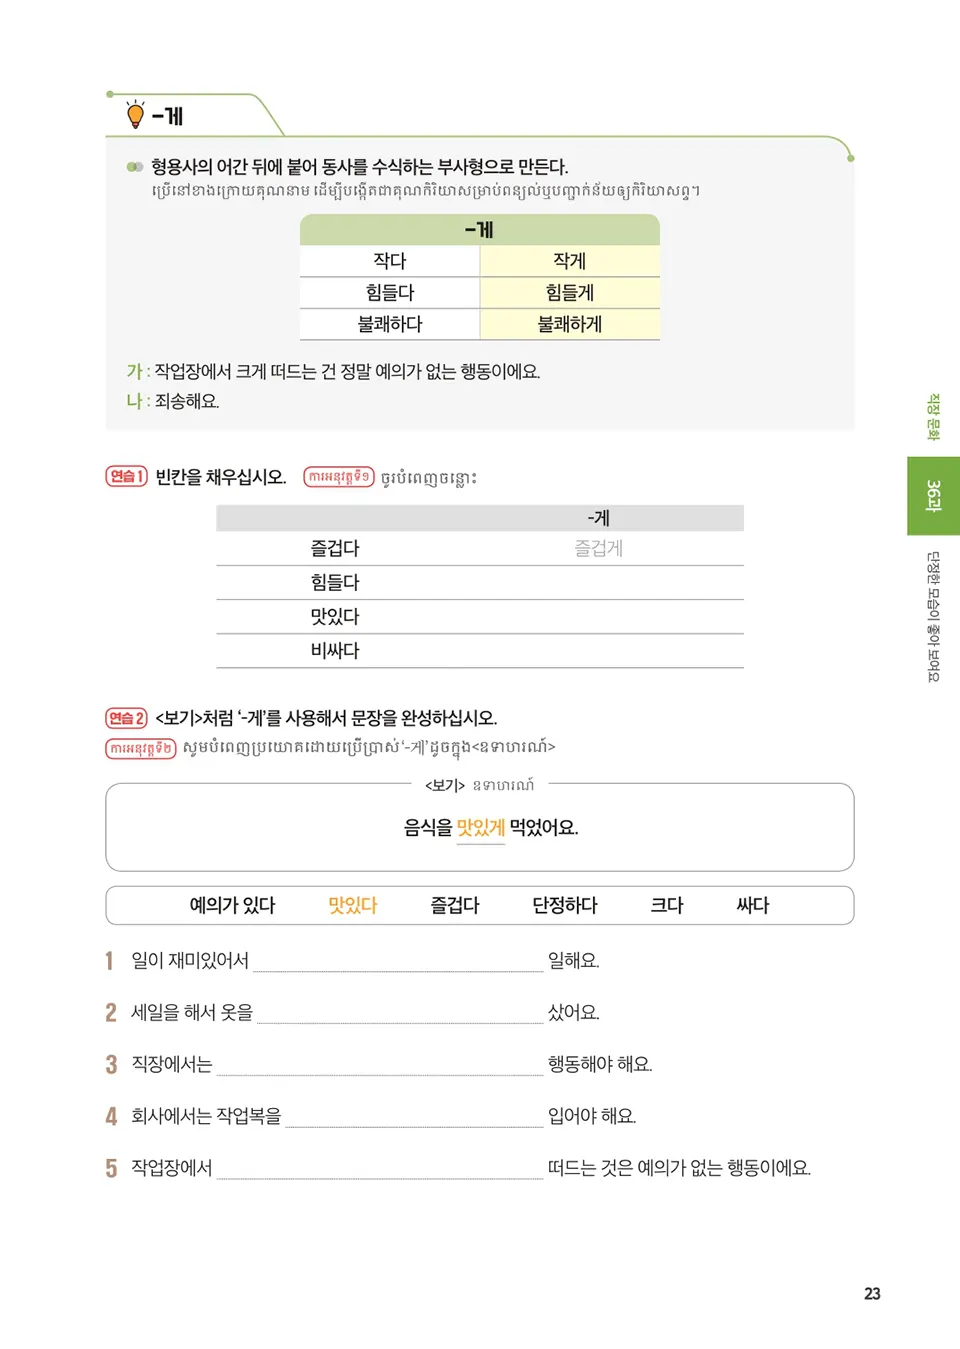 -게
형용사의 어간 뒤에 붙어 동사를 수식하는 부사형으로 만든다.
ប្រើនៅខាងក្រោយគុណនាម ដើម្បីបង្កើតជាគុណកិរិយាសម្រាប់ពន្យល់ឬបញ្ជាក់ន័យឲ្យកិរិយាសព្ទ។
-게
작다 작게
힘들다 힘들게
불쾌하다 불쾌하게
가 : 작업장에서 크게 떠드는 건 정말 예의가 없는 행동이에요.
나 : 죄송해요.
연습 1 빈칸을 채우십시오. ការអនុវត្តទី១ ចូរបំពេញចន្លោះ
-게
즐겁다 즐겁게
힘들다
맛있다
비싸다
연습 2 <보기>처럼 ‘-게’를 사용해서 문장을 완성하십시오.
ការអនុវត្តទី២ សូមបំពេញប្រយោគដោយប្រើប្រាស់ ‘-게’ ដូចក្នុង<ឧទាហរណ៍>
<보기> ឧទាហរណ៍
음식을 맛있게 먹었어요.
예의가 있다 맛있다 즐겁다 단정하다 크다 싸다
1 일이 재미있어서 일해요.
2 세일을 해서 옷을 샀어요.
3 직장에서는 행동해야 해요.
4 회사에서는 작업복을 입어야 해요.
5 작업장에서 떠드는 것은 예의가 없는 행동이에요.
직장 문화
36과
단정한 모습이 좋아 보여요
23